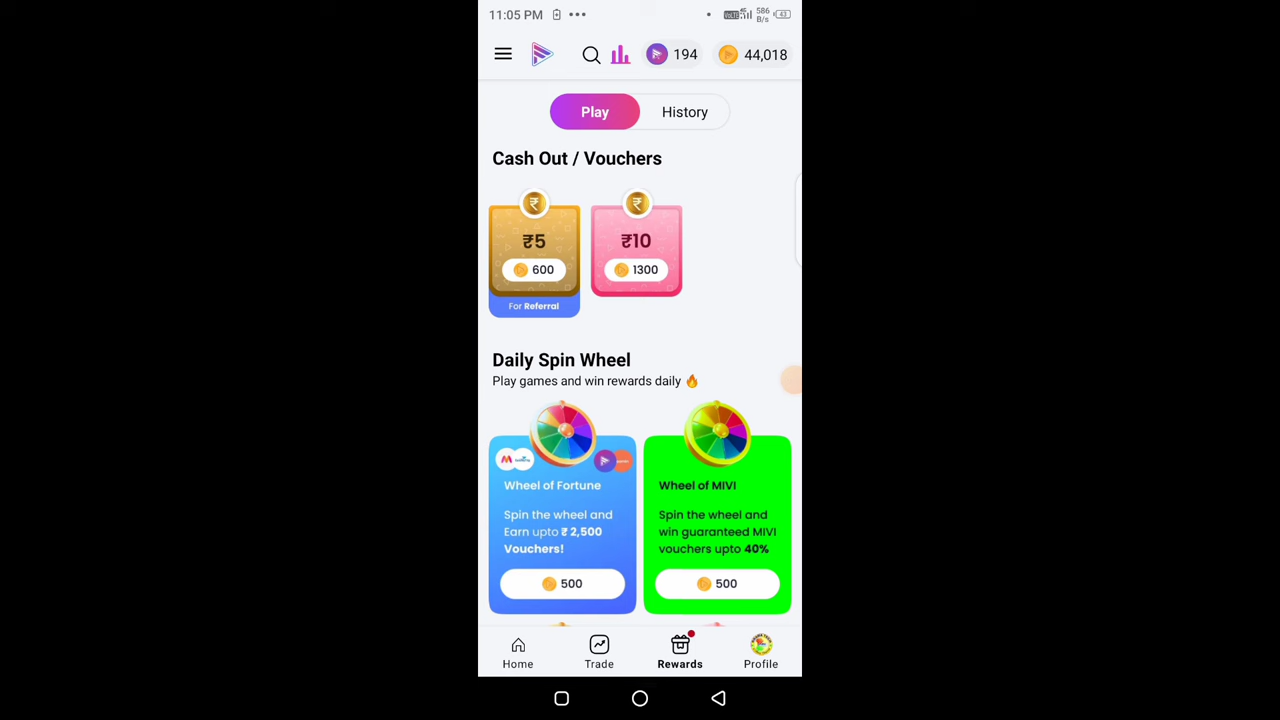 11:05 PM
586
B/s
43
194
44,018
Play
History
Cash Out / Vouchers
₹5
600
For Referral
₹10
1300
Daily Spin Wheel
Play games and win rewards daily 🔥
Wheel of Fortune
Spin the wheel and
Earn upto ₹ 2,500
Vouchers!
500
Wheel of MIVI
Spin the wheel and
win guaranteed MIVI
vouchers upto 40%
500
Home
Trade
Rewards
Profile